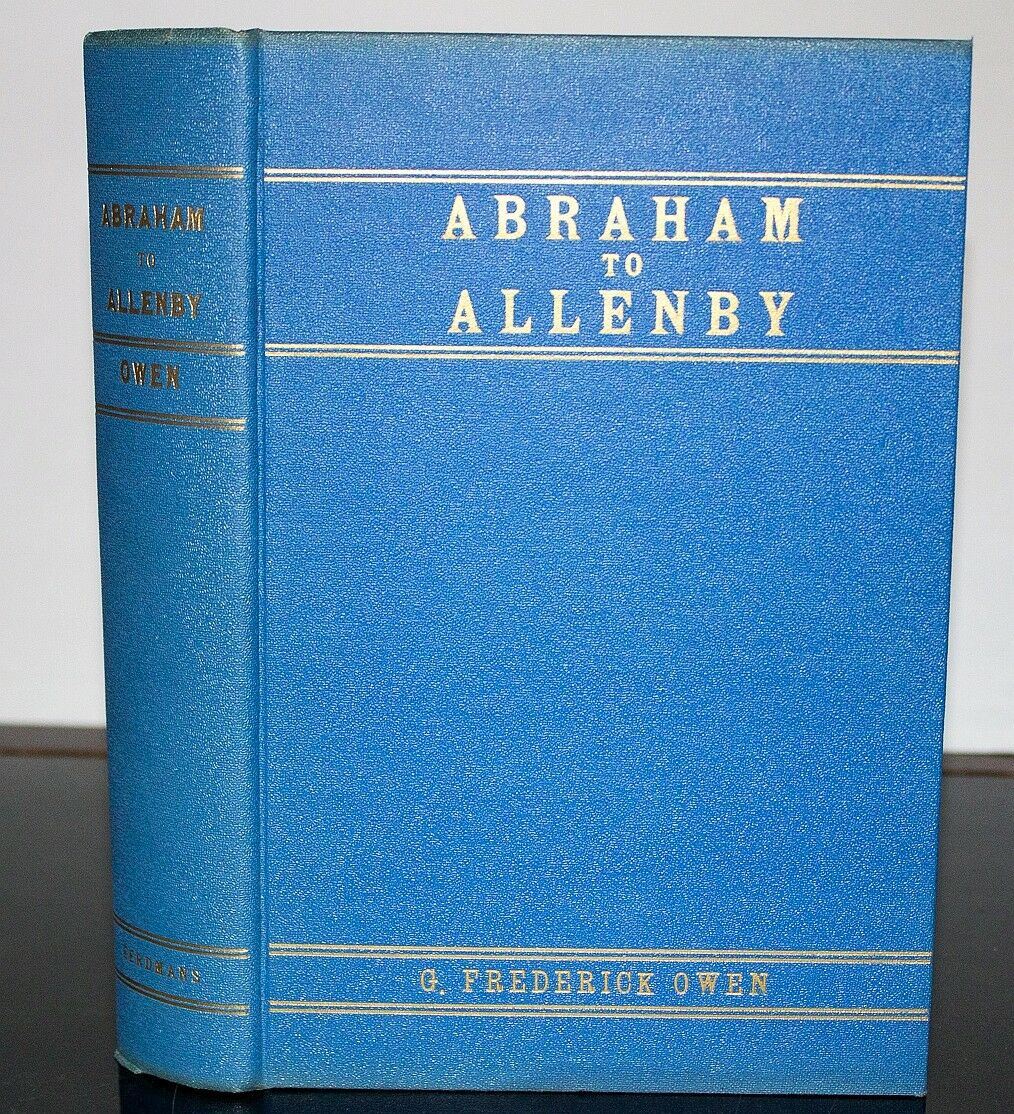 ABRAHAM
TO
ALLENBY
OWEN
EERDMANS
ABRAHAM
TO
ALLENBY
G. FREDERICK OWEN